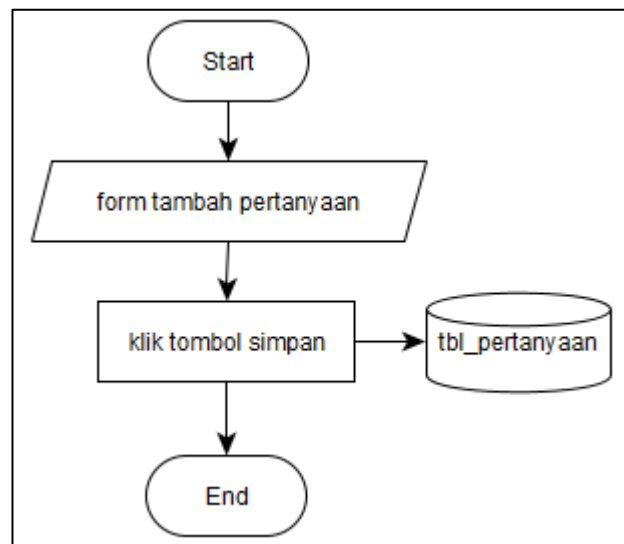 Start
form tambah pertanyaan
klik tombol simpan
tbl_pertanyaan
End